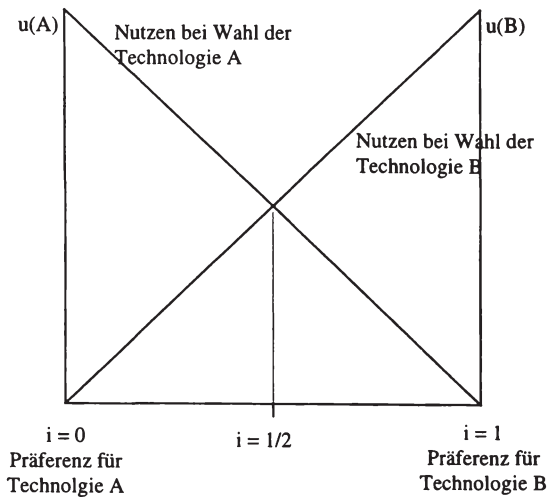 u(A)
Nutzen bei Wahl der
Technologie A
u(B)
Nutzen bei Wahl der
Technologie B
i = 0
Präferenz für
Technolgie A
i = 1/2
i = 1
Präferenz für
Technologie B